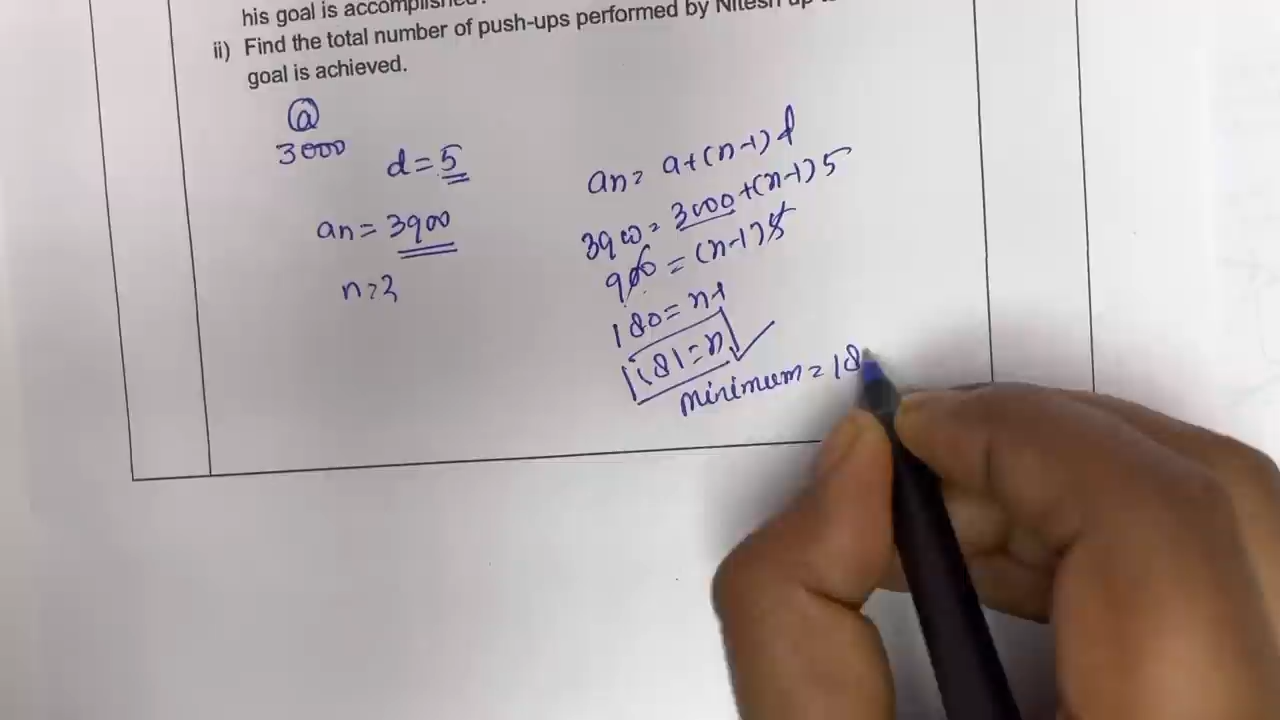 his goal is accomplished?
ii) Find the total number of push-ups performed by Nitesh up to
goal is achieved.
ⓐ
3000
d = 5
an = 3900
n = ?
an = a+(n-1)d
3900 = 3000+(n-1)5
900 = (n-1)5
180 = n-1
181 = n
minimum = 18